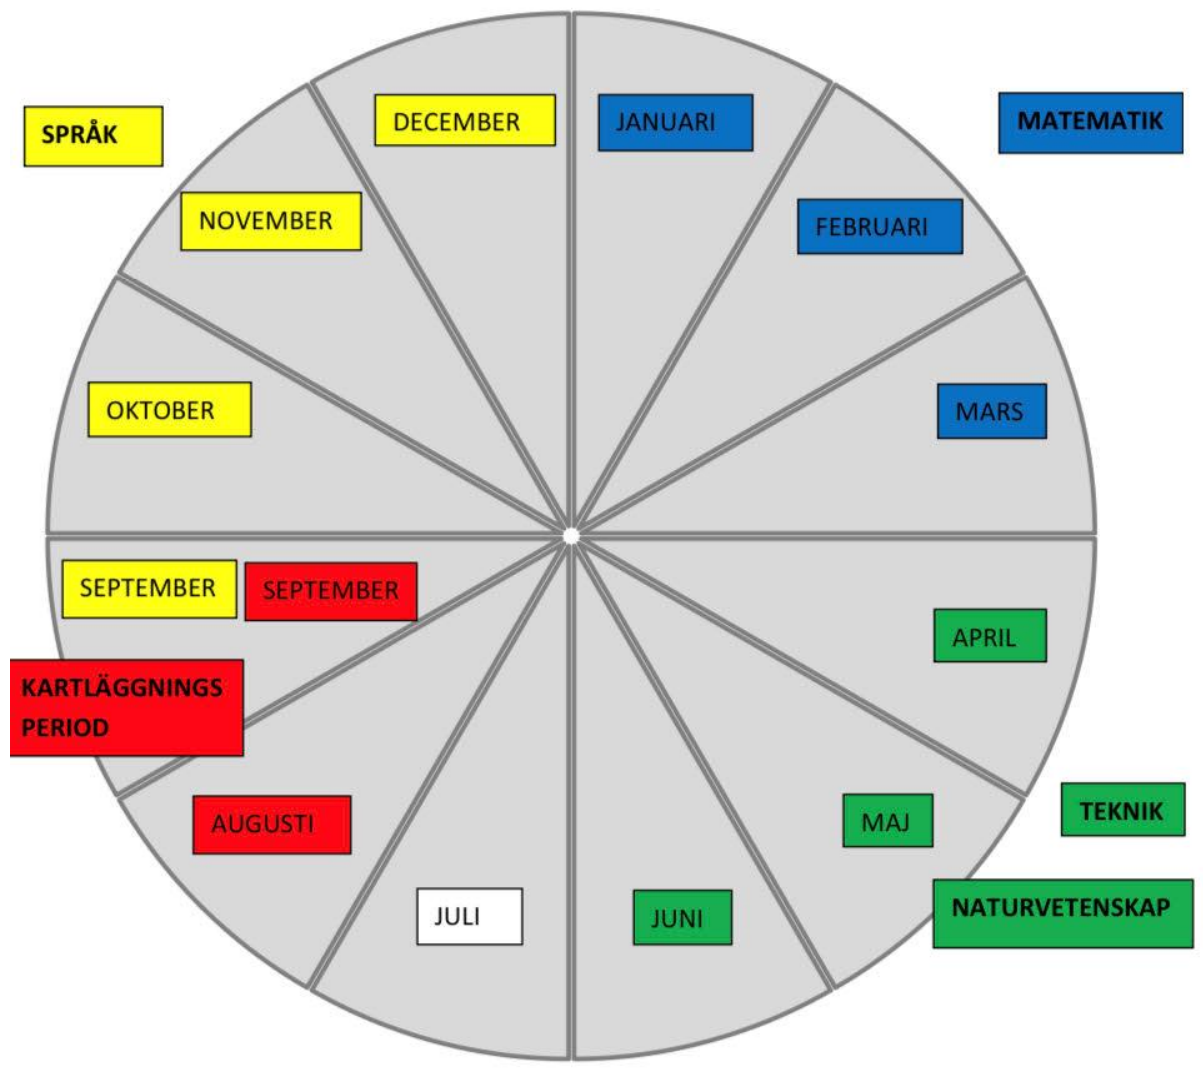 DECEMBER
JANUARI
SPRÅK
MATEMATIK
NOVEMBER
FEBRUARI
OKTOBER
MARS
SEPTEMBER
SEPTEMBER
APRIL
KARTLÄGGNINGS
PERIOD
AUGUSTI
MAJ
TEKNIK
JULI
JUNI
NATURVETENSKAP